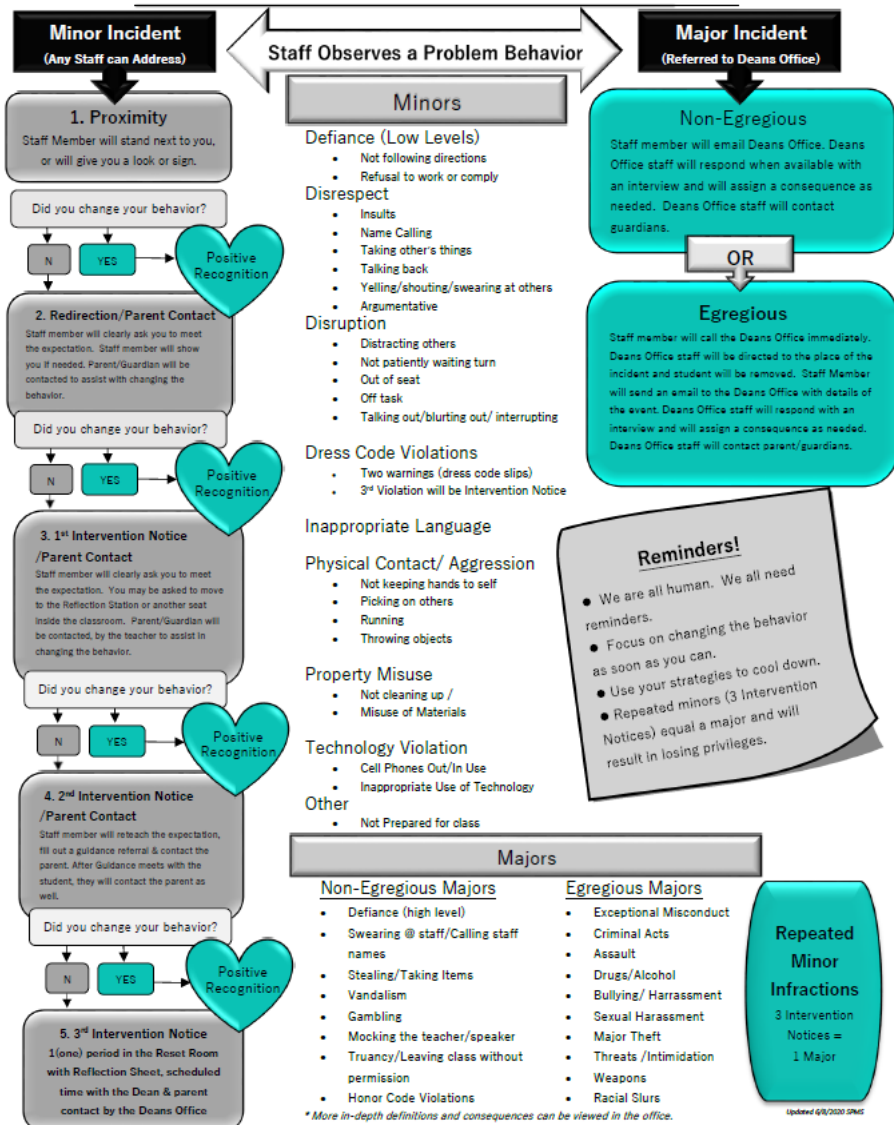 Minor Incident
(Any Staff can Address)
Staff Observes a Problem Behavior
Major Incident
(Referred to Deans Office)
1. Proximity
Staff Member will stand next to you,
or will give you a look or sign.
Did you change your behavior?
N
YES
Positive
Recognition
2. Redirection/Parent Contact
Staff member will clearly ask you to meet
the expectation. Staff member will show
you if needed. Parent/Guardian will be
contacted to assist with changing the
behavior.
Did you change your behavior?
N
YES
Positive
Recognition
3. 1st Intervention Notice
/Parent Contact
Staff member will clearly ask you to meet
the expectation. You may be asked to move
to the Reflection Station or another seat
inside the classroom. Parent/Guardian will
be contacted, by the teacher to assist in
changing the behavior.
Did you change your behavior?
N
YES
Positive
Recognition
4. 2nd Intervention Notice
/Parent Contact
Staff member will reteach the expectation,
fill out a guidance referral & contact the
parent. After Guidance meets with the
student, they will contact the parent as
well.
Did you change your behavior?
N
YES
Positive
Recognition
5. 3rd Intervention Notice
1(one) period in the Reset Room
with Reflection Sheet, scheduled
time with the Dean & parent
contact by the Deans Office
Minors
Defiance (Low Levels)
• Not following directions
• Refusal to work or comply
Disrespect
• Insults
• Name Calling
• Taking other's things
• Talking back
• Yelling/shouting/swearing at others
• Argumentative
Disruption
• Distracting others
• Not patiently waiting turn
• Out of seat
• Off task
• Talking out/blurting out/ interrupting
Dress Code Violations
• Two warnings (dress code slips)
• 3rd Violation will be Intervention Notice
Inappropriate Language
Physical Contact/ Aggression
• Not keeping hands to self
• Picking on others
• Running
• Throwing objects
Property Misuse
• Not cleaning up /
• Misuse of Materials
Technology Violation
• Cell Phones Out/In Use
• Inappropriate Use of Technology
Other
• Not Prepared for class
Non-Egregious
Staff member will email Deans Office. Deans
Office staff will respond when available with
an interview and will assign a consequence as
needed. Deans Office staff will contact
guardians.
OR
Egregious
Staff member will call the Deans Office immediately.
Deans Office staff will be directed to the place of the
incident and student will be removed. Staff Member
will send an email to the Deans Office with details of
the event. Deans Office staff will respond with an
interview and will assign a consequence as needed.
Deans Office staff will contact parent/guardians.
Reminders!
● We are all human. We all need
reminders.
● Focus on changing the behavior
as soon as you can.
● Use your strategies to cool down.
● Repeated minors (3 Intervention
Notices) equal a major and will
result in losing privileges.
Majors
Non-Egregious Majors
• Defiance (high level)
• Swearing @ staff/Calling staff
names
• Stealing/Taking Items
• Vandalism
• Gambling
• Mocking the teacher/speaker
• Truancy/Leaving class without
permission
• Honor Code Violations
Egregious Majors
• Exceptional Misconduct
• Criminal Acts
• Assault
• Drugs/Alcohol
• Bullying/ Harrassment
• Sexual Harassment
• Major Theft
• Threats /Intimidation
• Weapons
• Racial Slurs
Repeated
Minor
Infractions
3 Intervention
Notices =
1 Major
* More in-depth definitions and consequences can be viewed in the office.
Updated 6/8/2020 SPMS